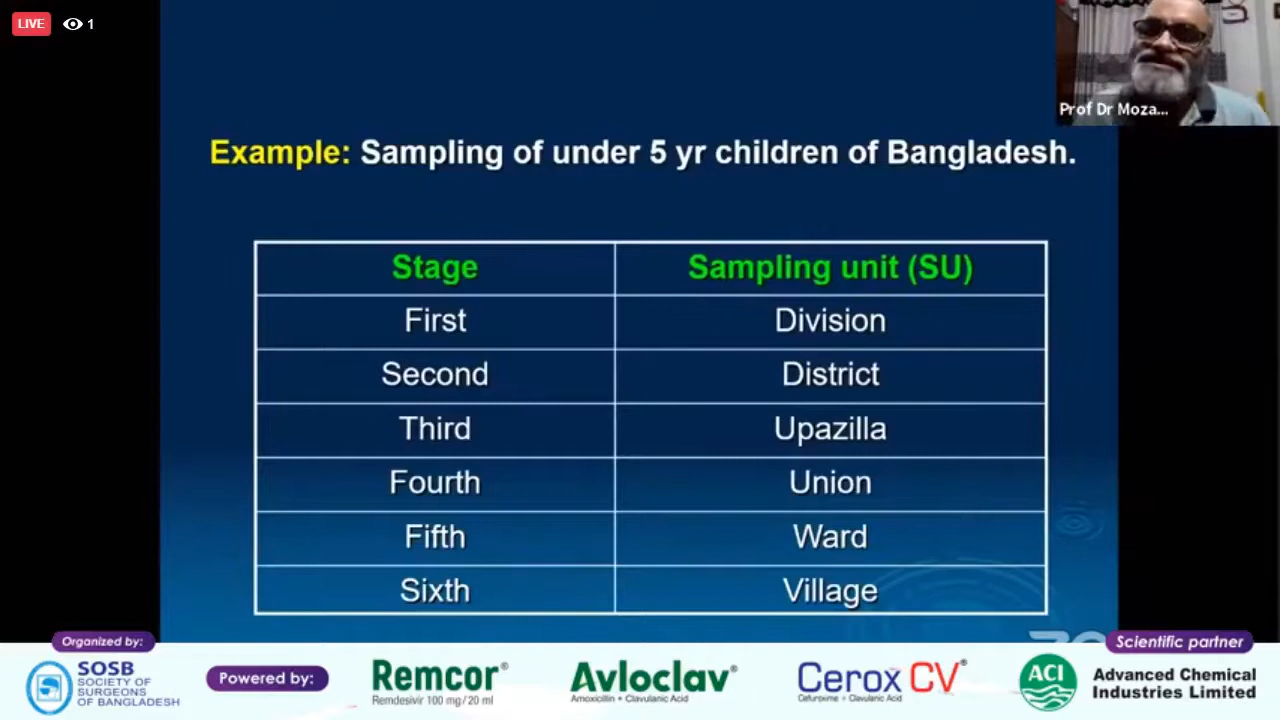 LIVE 1
Prof Dr Moza...
Example: Sampling of under 5 yr children of Bangladesh.
Stage Sampling unit (SU)
First Division
Second District
Third Upazilla
Fourth Union
Fifth Ward
Sixth Village
Organized by:
SOSB
SOCIETY OF
SURGEONS
OF BANGLADESH
Powered by:
Remcor®
Remdesivir 100 mg/20 ml
Avloclav®
Amoxicillin + Clavulanic Acid
Cerox CV®
Cefuroxime + Clavulanic Acid
Scientific partner
ACI
Advanced Chemical
Industries Limited